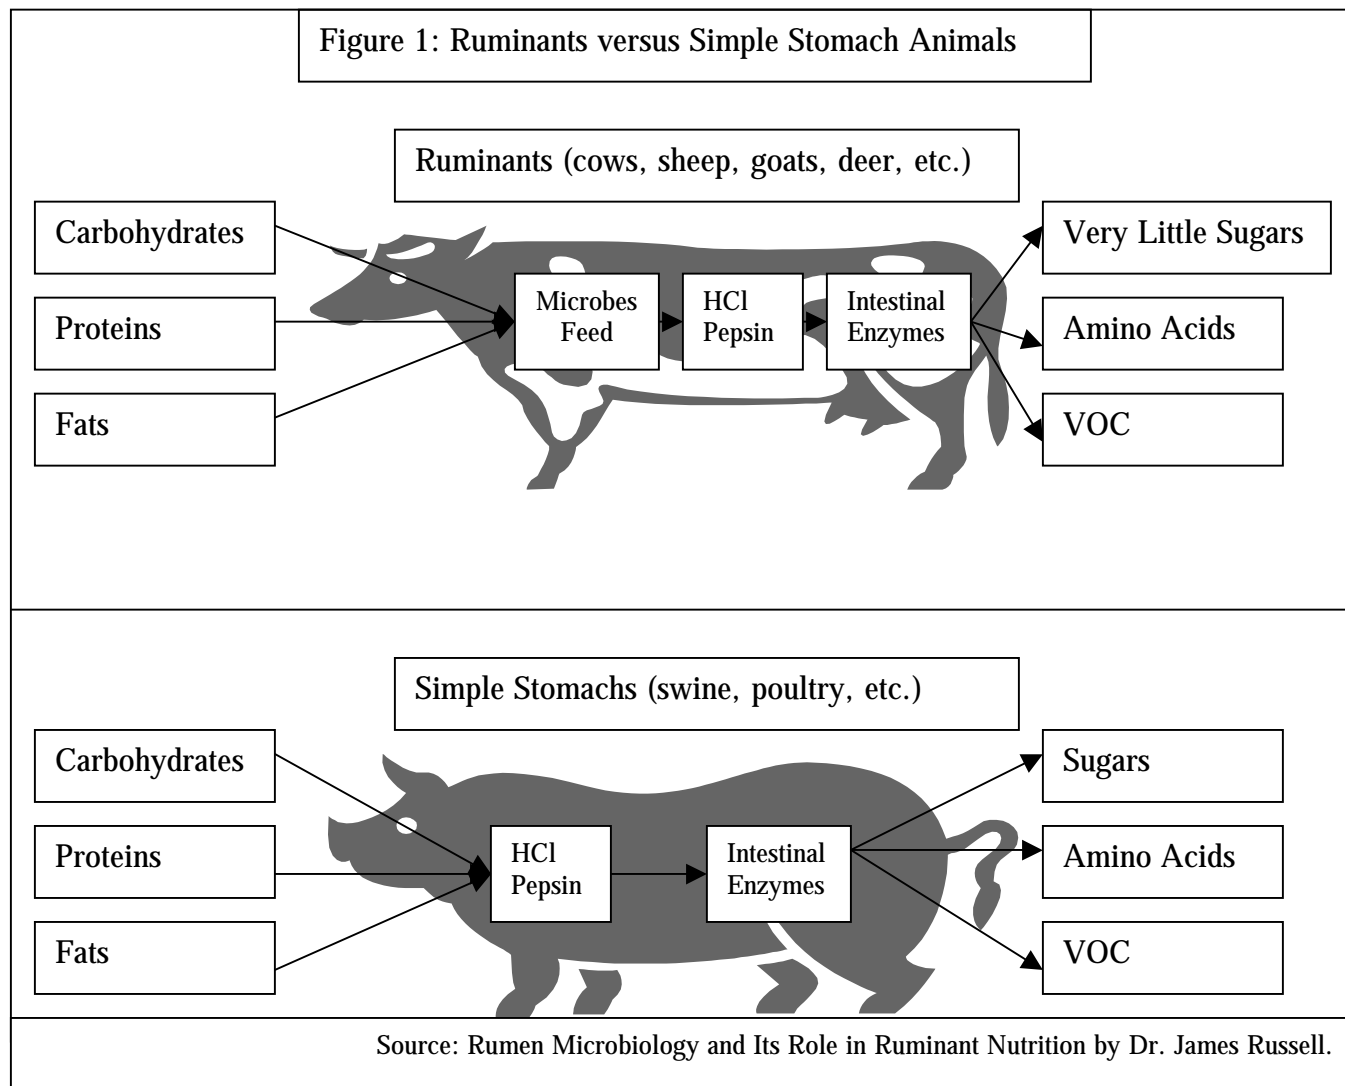 Figure 1: Ruminants versus Simple Stomach Animals
Ruminants (cows, sheep, goats, deer, etc.)
Carbohydrates
Proteins
Fats
Microbes
Feed
HCl
Pepsin
Intestinal
Enzymes
Very Little Sugars
Amino Acids
VOC
Simple Stomachs (swine, poultry, etc.)
Carbohydrates
Proteins
Fats
HCl
Pepsin
Intestinal
Enzymes
Sugars
Amino Acids
VOC
Source: Rumen Microbiology and Its Role in Ruminant Nutrition by Dr. James Russell.